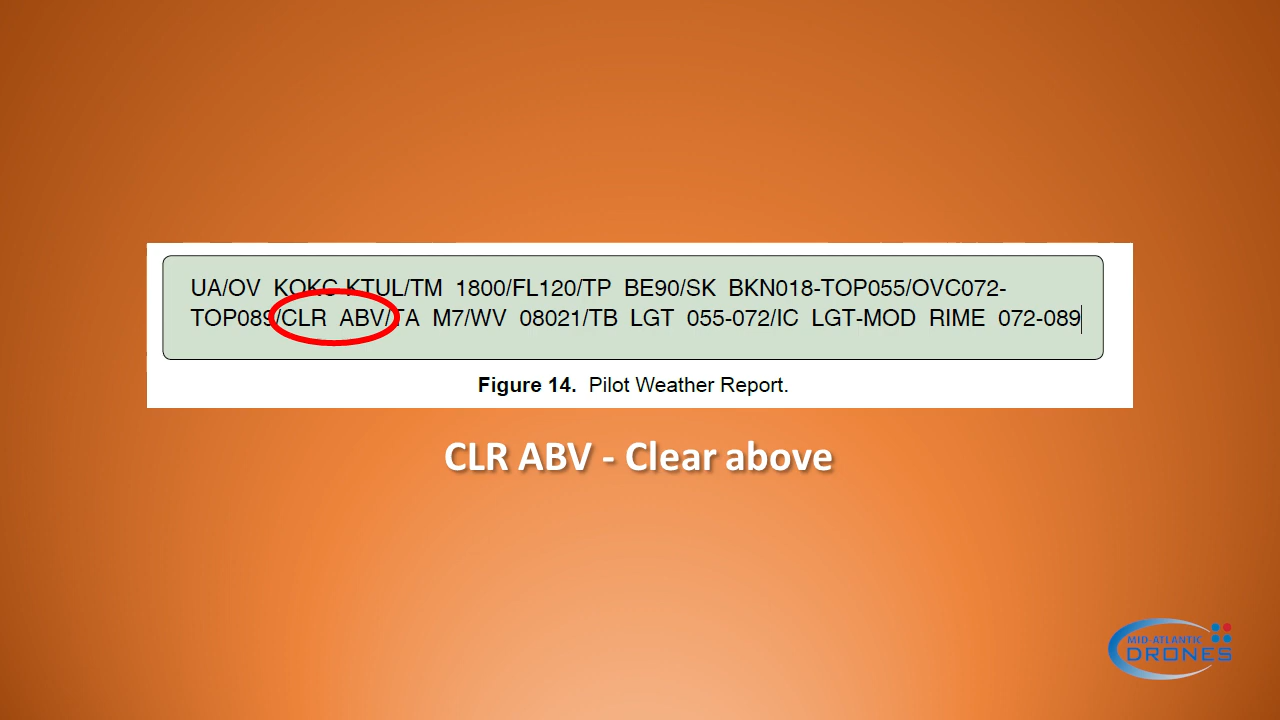 UA/OV KOKC-KTUL/TM 1800/FL120/TP BE90/SK BKN018-TOP055/OVC072-
TOP089/CLR ABV/TA M7/WV 08021/TB LGT 055-072/IC LGT-MOD RIME 072-089
Figure 14. Pilot Weather Report.
CLR ABV - Clear above
MID-ATLANTIC
DRONES